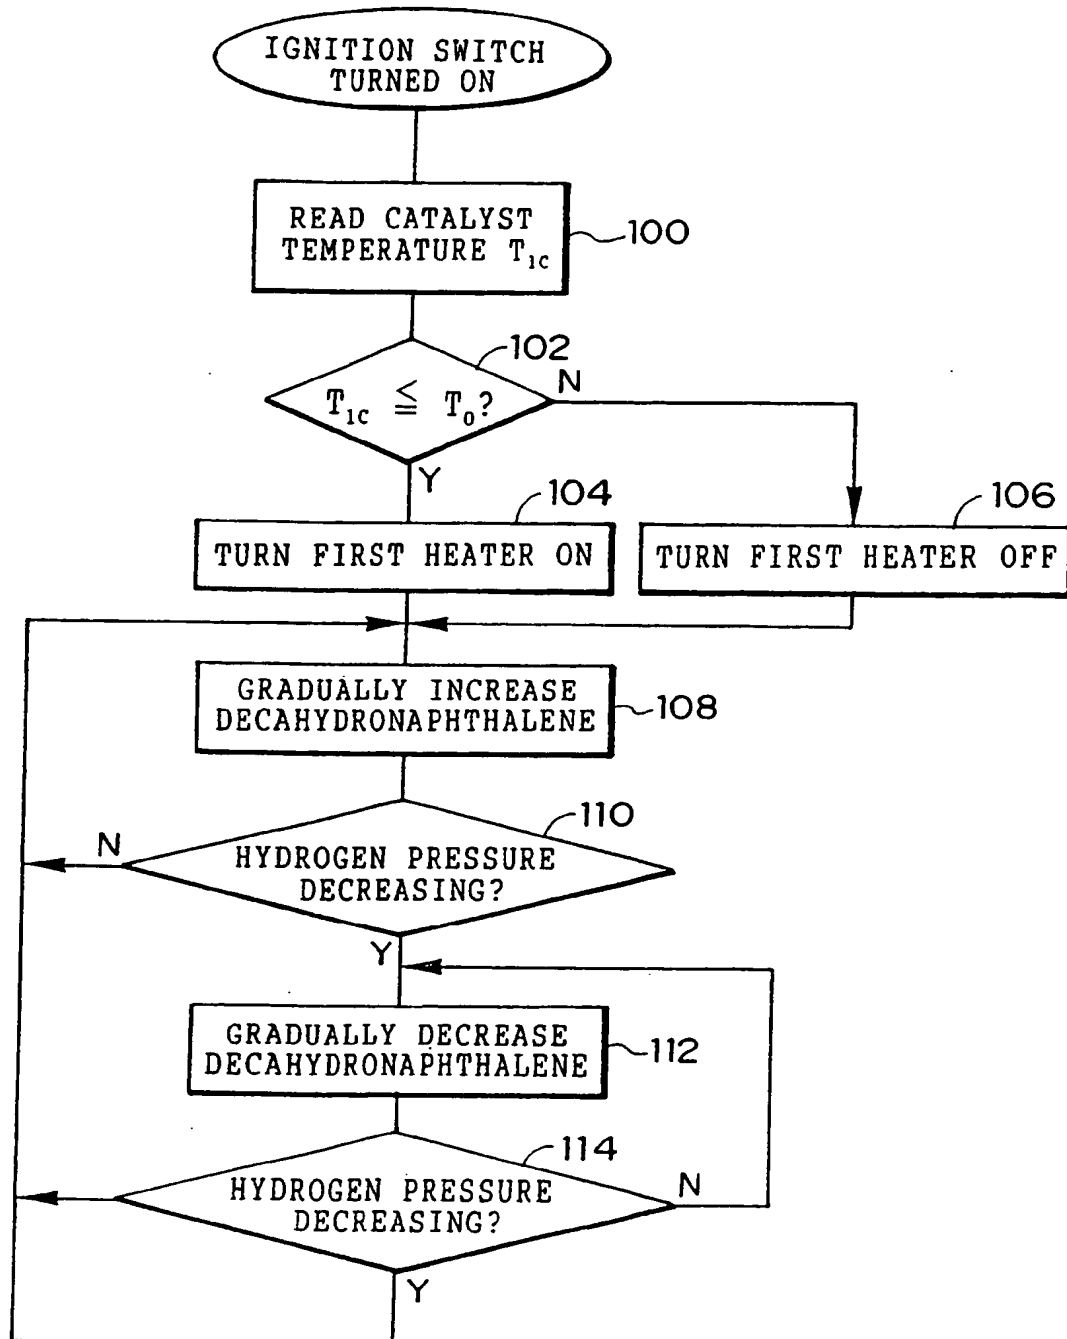 IGNITION SWITCH
TURNED ON
READ CATALYST
TEMPERATURE T1C
100
102
T1C ≦ T0?
N
Y
104
106
TURN FIRST HEATER ON
TURN FIRST HEATER OFF
GRADUALLY INCREASE
DECAHYDRONAPHTHALENE
108
110
N
HYDROGEN PRESSURE
DECREASING?
Y
GRADUALLY DECREASE
DECAHYDRONAPHTHALENE
112
114
HYDROGEN PRESSURE
DECREASING?
N
Y